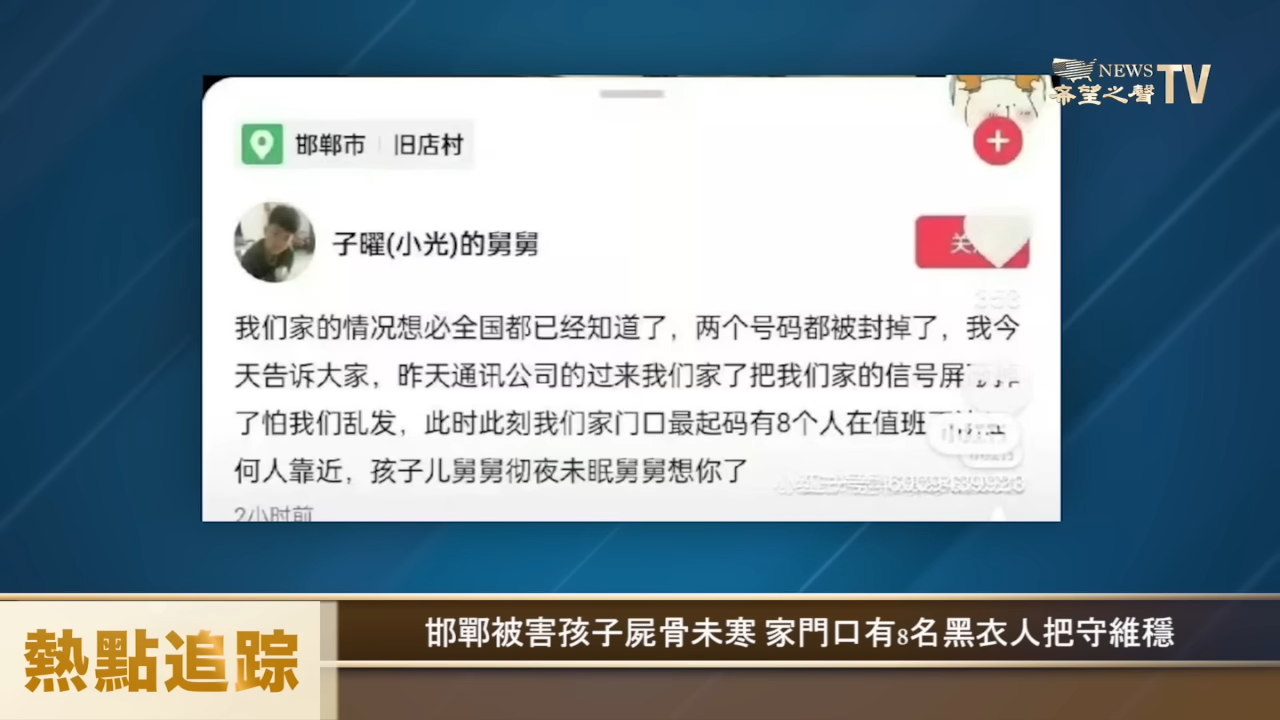 NEWS
希望之聲TV
邯郸市 旧店村
子曜(小光)的舅舅
我们家的情况想必全国都已经知道了，两个号码都被封掉了，我今
天告诉大家，昨天通讯公司的过来我们家了把我们家的信号屏
了怕我们乱发，此时此刻我们家门口最起码有8个人在值班
何人靠近，孩子儿舅舅彻夜未眠舅舅想你了
2小时前
邯鄲被害孩子屍骨未寒 家門口有8名黑衣人把守維穩
熱點追踪